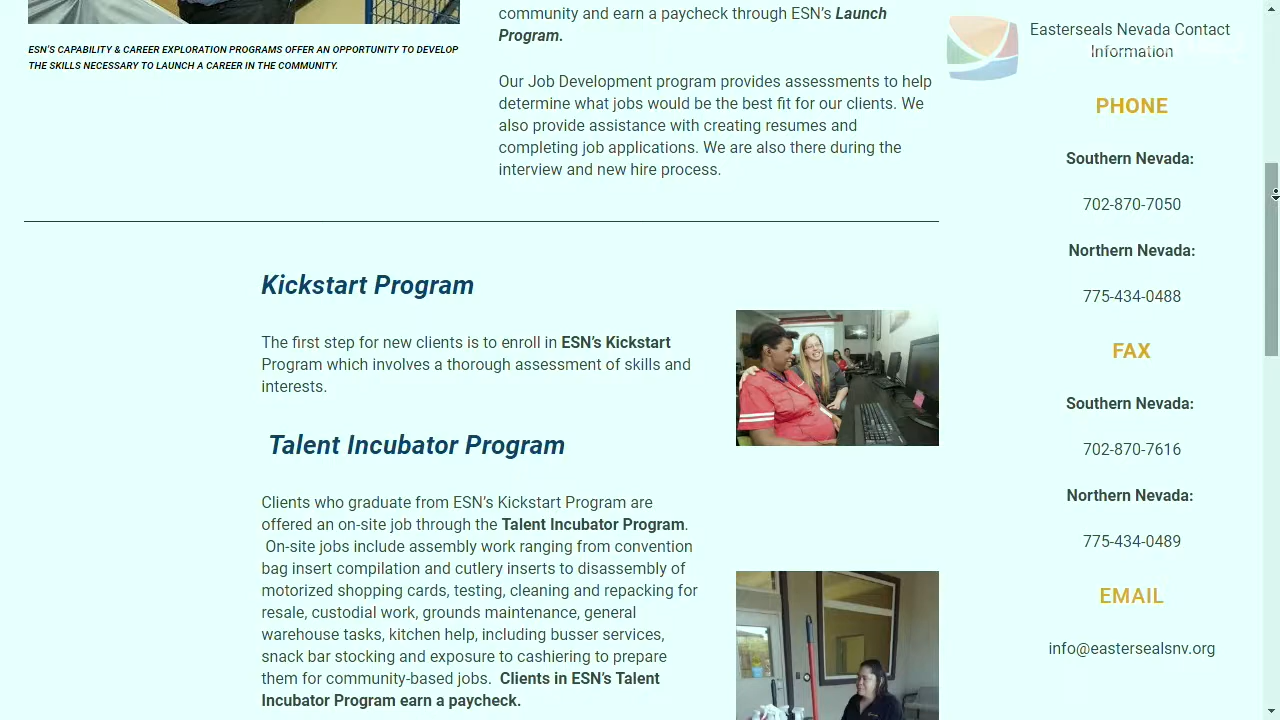 community and earn a paycheck through ESN's Launch
Program.
ESN'S CAPABILITY & CAREER EXPLORATION PROGRAMS OFFER AN OPPORTUNITY TO DEVELOP
THE SKILLS NECESSARY TO LAUNCH A CAREER IN THE COMMUNITY.
Our Job Development program provides assessments to help
determine what jobs would be the best fit for our clients. We
also provide assistance with creating resumes and
completing job applications. We are also there during the
interview and new hire process.
Kickstart Program
The first step for new clients is to enroll in ESN's Kickstart
Program which involves a thorough assessment of skills and
interests.
Talent Incubator Program
Clients who graduate from ESN's Kickstart Program are
offered an on-site job through the Talent Incubator Program.
On-site jobs include assembly work ranging from convention
bag insert compilation and cutlery inserts to disassembly of
motorized shopping cards, testing, cleaning and repacking for
resale, custodial work, grounds maintenance, general
warehouse tasks, kitchen help, including busser services,
snack bar stocking and exposure to cashiering to prepare
them for community-based jobs.  Clients in ESN's Talent
Incubator Program earn a paycheck.
Easterseals Nevada Contact
Information
PHONE
Southern Nevada:
702-870-7050
Northern Nevada:
775-434-0488
FAX
Southern Nevada:
702-870-7616
Northern Nevada:
775-434-0489
EMAIL
info@eastersealsnv.org